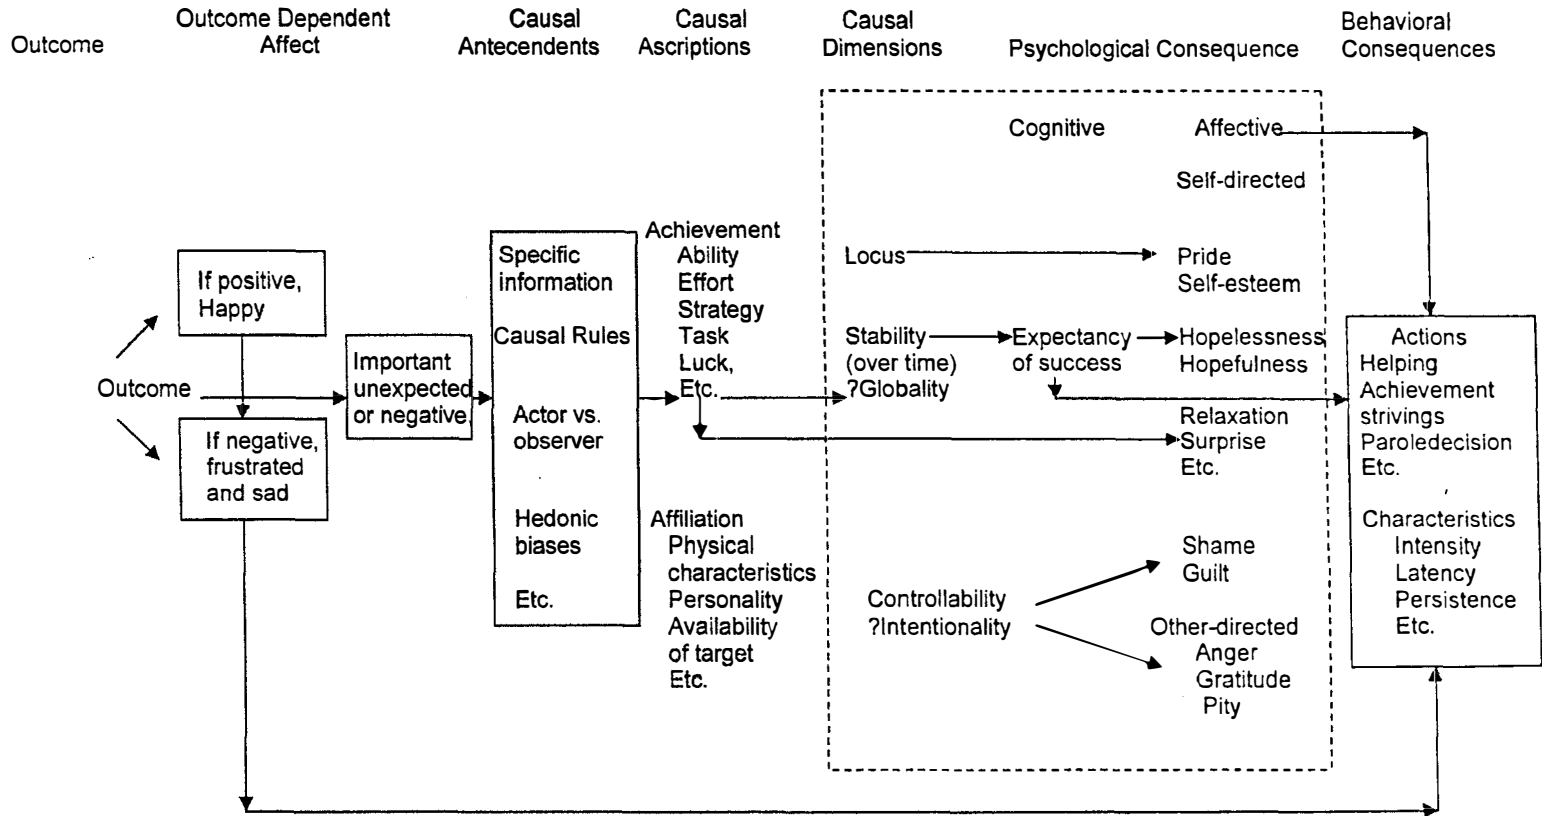 Outcome
Outcome Dependent
Affect
Causal
Antecendents
Causal
Ascriptions
Causal
Dimensions
Psychological Consequence
Behavioral
Consequences
Cognitive
Affective
Self-directed
If positive,
Happy
Outcome
If negative,
frustrated
and sad
Important
unexpected
or negative
Specific
information
Causal Rules
Actor vs.
observer
Hedonic
biases
Etc.
Achievement
Ability
Effort
Strategy
Task
Luck,
Etc.
Affiliation
Physical
characteristics
Personality
Availability
of target
Etc.
Locus
Stability
(over time)
?Globality
Controllability
?Intentionality
Expectancy
of success
Pride
Self-esteem
Hopelessness
Hopefulness
Relaxation
Surprise
Etc.
Shame
Guilt
Other-directed
Anger
Gratitude
Pity
Actions
Helping
Achievement
strivings
Paroledecision
Etc.
Characteristics
Intensity
Latency
Persistence
Etc.